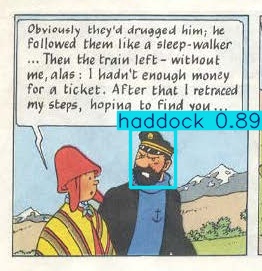 Obviously they'd drugged him; he
followed them like a sleep-walker
... Then the train left - without
me, alas: I hadn't enough money
for a ticket. After that I retraced
my steps, hoping to find you ...
haddock 0.89